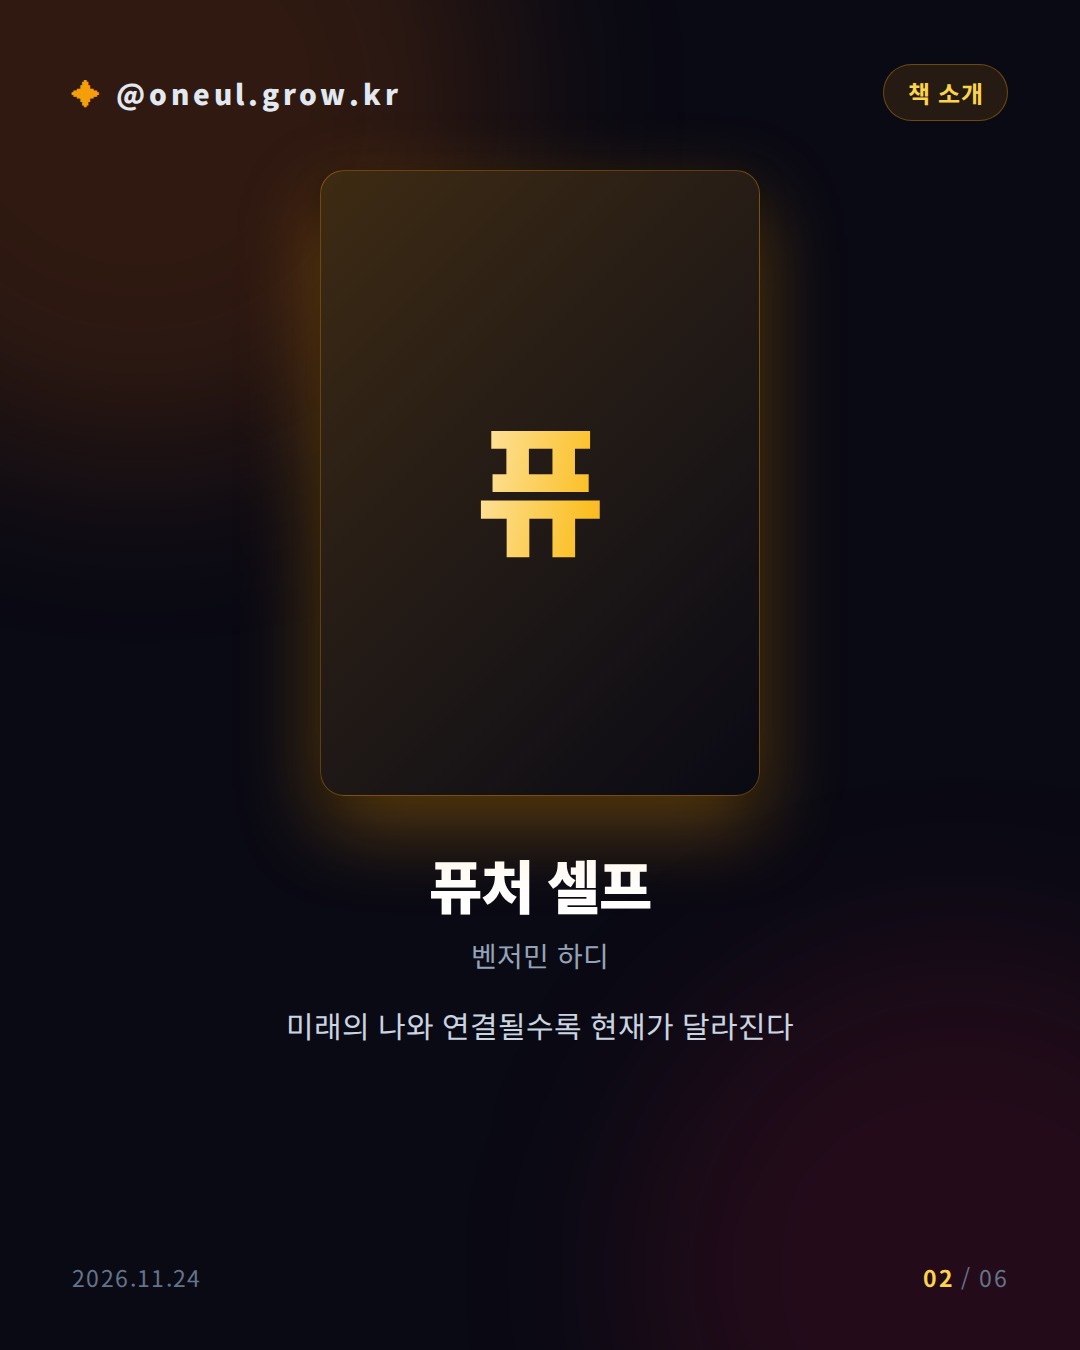 @oneul.grow.kr
책 소개
퓨
퓨처 셀프
벤저민 하디
미래의 나와 연결될수록 현재가 달라진다
2026.11.24
02 / 06